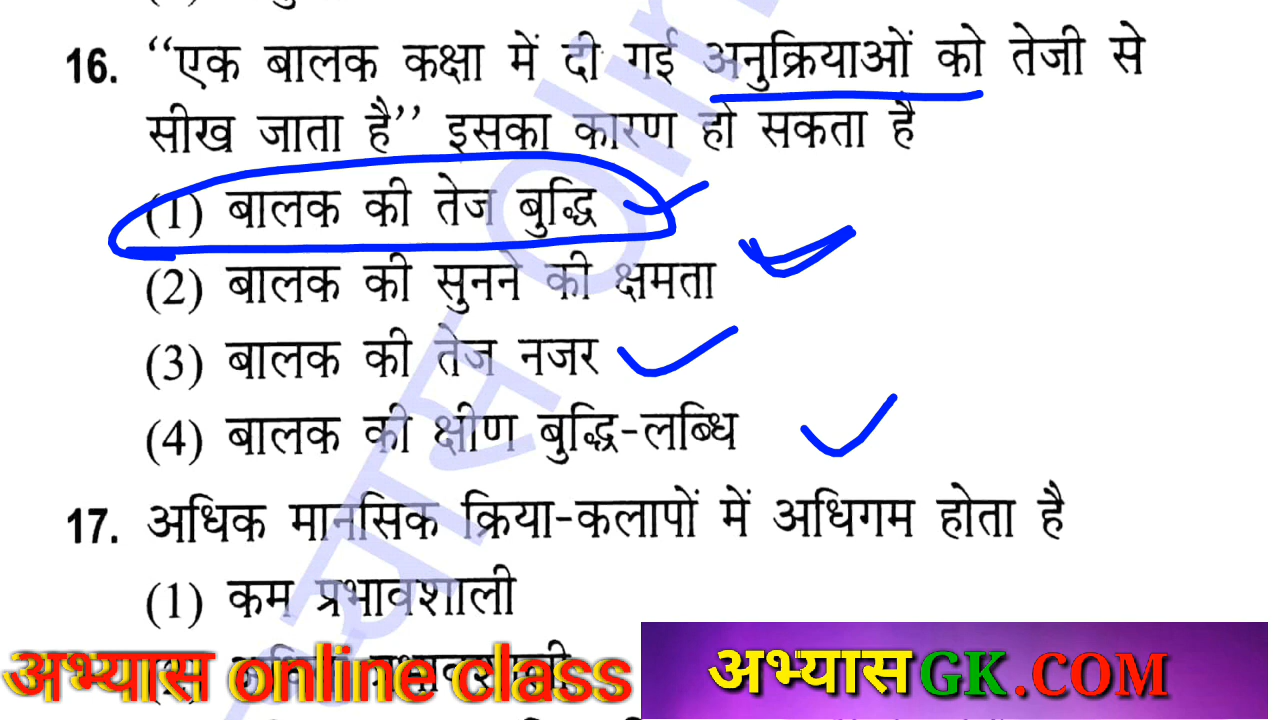 16. “एक बालक कक्षा में दी गई अनुक्रियाओं को तेजी से
सीख जाता है” इसका कारण हो सकता है
(1) बालक की तेज बुद्धि
(2) बालक की सुनने की क्षमता
(3) बालक की तेज नजर
(4) बालक की क्षीण बुद्धि-लब्धि
17. अधिक मानसिक क्रिया-कलापों में अधिगम होता है
(1) कम प्रभावशाली
अभ्यास online class
अभ्यासGK.COM